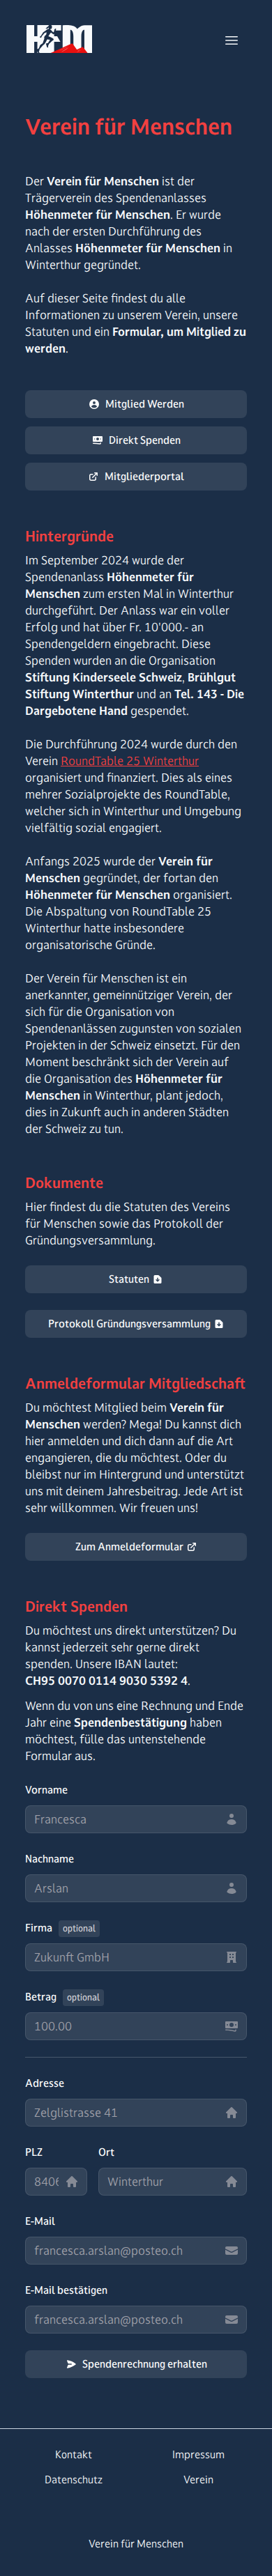 HFM
Verein für Menschen
Der Verein für Menschen ist der
Trägerverein des Spendenanlasses
Höhenmeter für Menschen. Er wurde
nach der ersten Durchführung des
Anlasses Höhenmeter für Menschen in
Winterthur gegründet.
Auf dieser Seite findest du alle
Informationen zu unserem Verein, unsere
Statuten und ein Formular, um Mitglied zu
werden.
Mitglied Werden
Direkt Spenden
Mitgliederportal
Hintergründe
Im September 2024 wurde der
Spendenanlass Höhenmeter für
Menschen zum ersten Mal in Winterthur
durchgeführt. Der Anlass war ein voller
Erfolg und hat über Fr. 10'000.- an
Spendengeldern eingebracht. Diese
Spenden wurden an die Organisation
Stiftung Kinderseele Schweiz, Brühlgut
Stiftung Winterthur und an Tel. 143 - Die
Dargebotene Hand gespendet.
Die Durchführung 2024 wurde durch den
Verein RoundTable 25 Winterthur
organisiert und finanziert. Dies als eines
mehrer Sozialprojekte des RoundTable,
welcher sich in Winterthur und Umgebung
vielfältig sozial engagiert.
Anfangs 2025 wurde der Verein für
Menschen gegründet, der fortan den
Höhenmeter für Menschen organisiert.
Die Abspaltung von RoundTable 25
Winterthur hatte insbesondere
organisatorische Gründe.
Der Verein für Menschen ist ein
anerkannter, gemeinnütziger Verein, der
sich für die Organisation von
Spendenanlässen zugunsten von sozialen
Projekten in der Schweiz einsetzt. Für den
Moment beschränkt sich der Verein auf
die Organisation des Höhenmeter für
Menschen in Winterthur, plant jedoch,
dies in Zukunft auch in anderen Städten
der Schweiz zu tun.
Dokumente
Hier findest du die Statuten des Vereins
für Menschen sowie das Protokoll der
Gründungsversammlung.
Statuten
Protokoll Gründungsversammlung
Anmeldeformular Mitgliedschaft
Du möchtest Mitglied beim Verein für
Menschen werden? Mega! Du kannst dich
hier anmelden und dich dann auf die Art
engangieren, die du möchtest. Oder du
bleibst nur im Hintergrund und unterstützt
uns mit deinem Jahresbeitrag. Jede Art ist
sehr willkommen. Wir freuen uns!
Zum Anmeldeformular
Direkt Spenden
Du möchtest uns direkt unterstützen? Du
kannst jederzeit sehr gerne direkt
spenden. Unsere IBAN lautet:
CH95 0070 0114 9030 5392 4.
Wenn du von uns eine Rechnung und Ende
Jahr eine Spendenbestätigung haben
möchtest, fülle das untenstehende
Formular aus.
Vorname
Francesca
Nachname
Arslan
Firma optional
Zukunft GmbH
Betrag optional
100.00
Adresse
Zelglistrasse 41
PLZ Ort
8406 Winterthur
E-Mail
francesca.arslan@posteo.ch
E-Mail bestätigen
francesca.arslan@posteo.ch
Spendenrechnung erhalten
Kontakt Impressum
Datenschutz Verein
Verein für Menschen